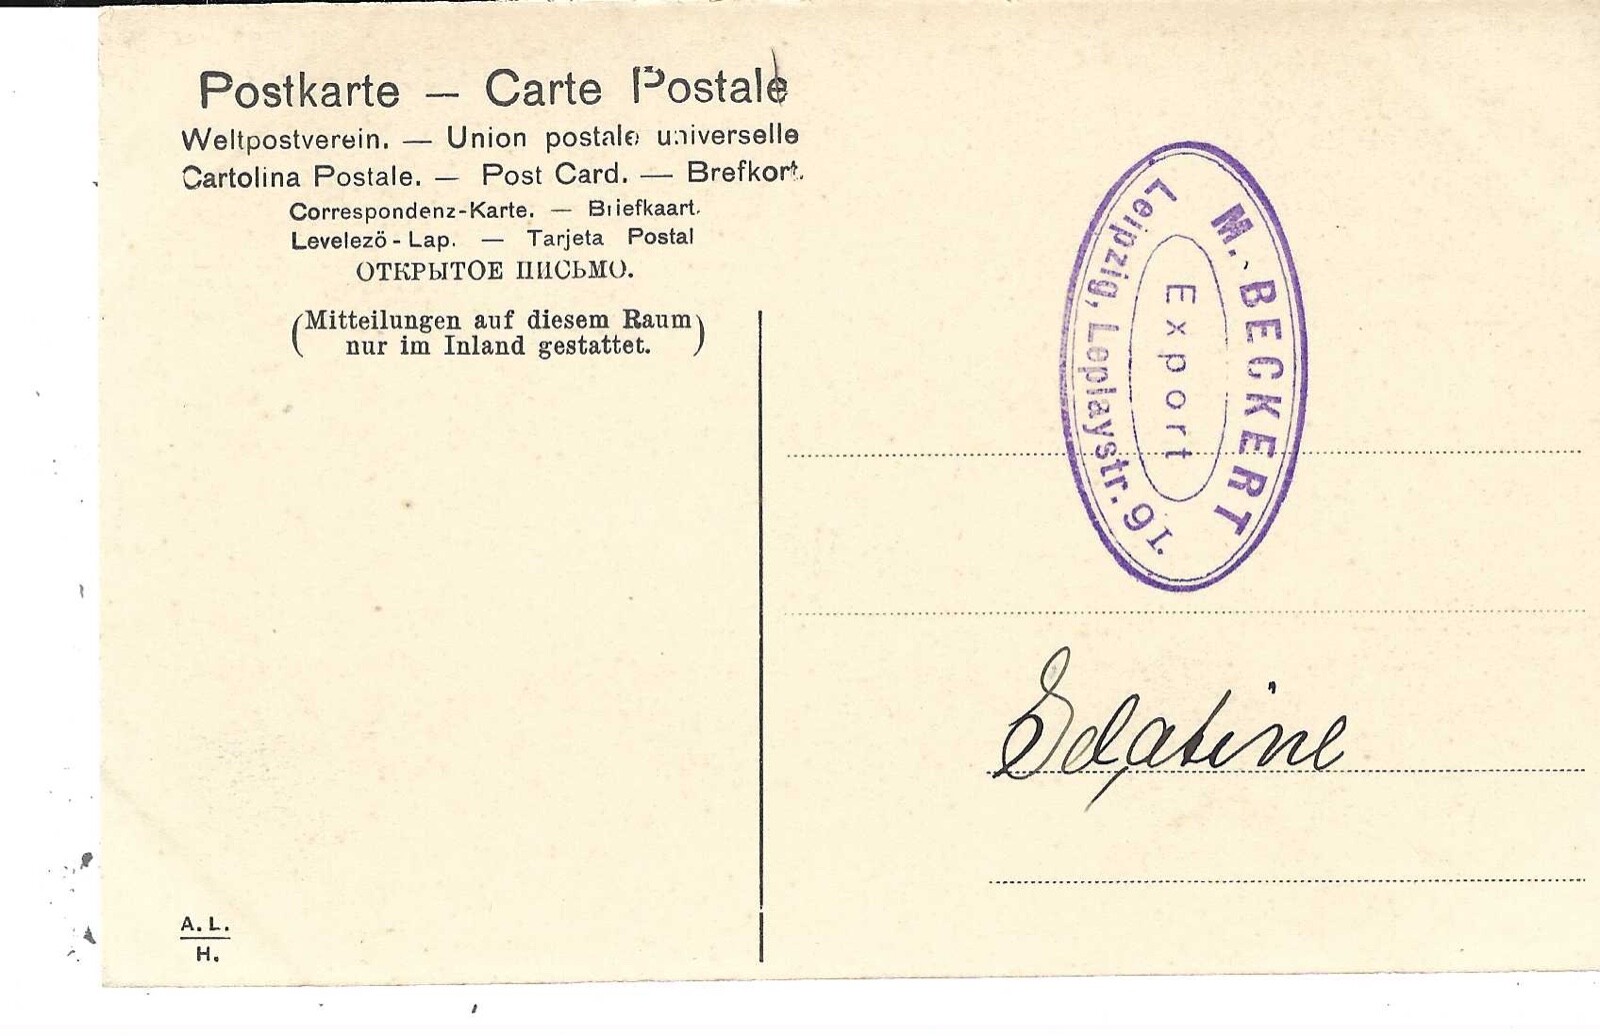 Postkarte — Carte Postale
Weltpostverein. — Union postale universelle
Cartolina Postale. — Post Card. — Brefkort.
Correspondenz-Karte. — Briefkaart.
Levelezö-Lap. — Tarjeta Postal
ОТКРЫТОЕ ПИСЬМО.
(Mitteilungen auf diesem Raum
nur im Inland gestattet.)
M. BECKERT
Export
Leipzig, Leplaystr. 9 I.
A. L.
H.